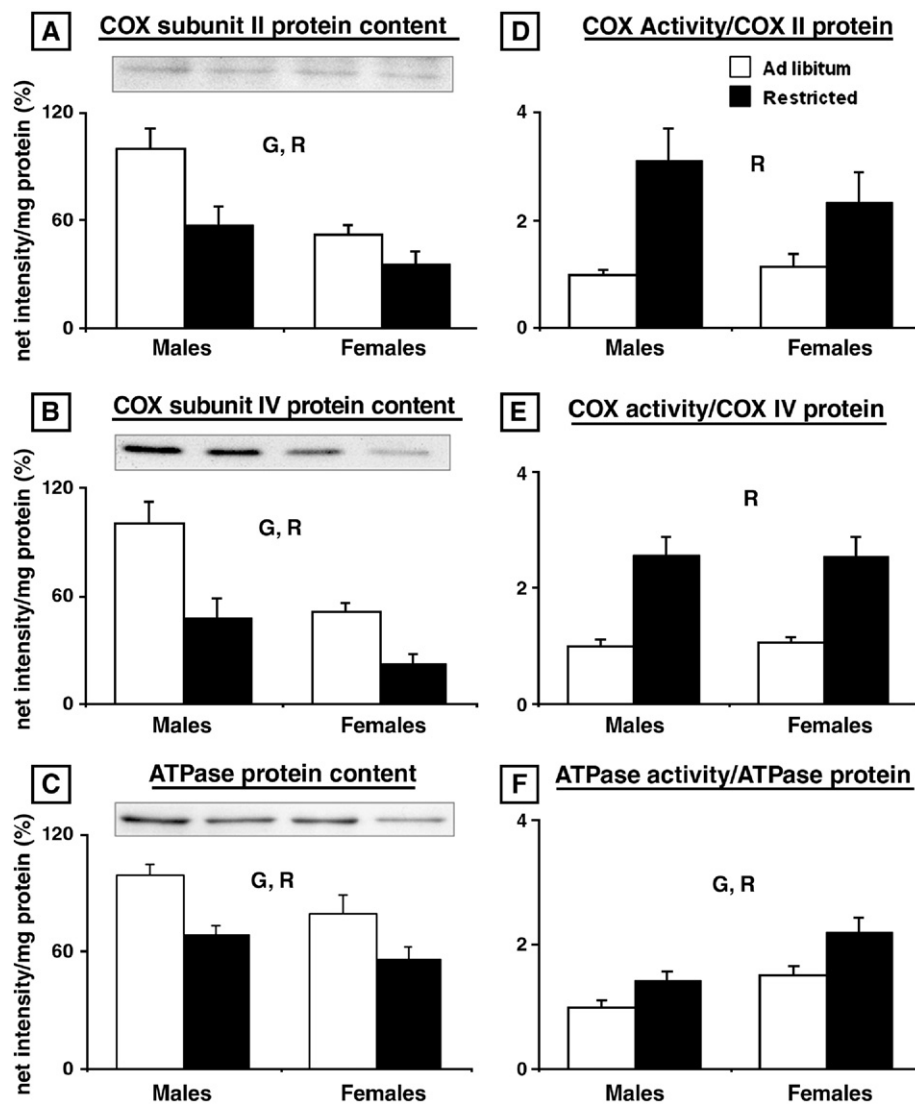 A COX subunit II protein content
net intensity/mg protein (%)
120
60
0
G, R
Males Females
D COX Activity/COX II protein
Ad libitum
Restricted
4
2
0
R
Males Females
B COX subunit IV protein content
net intensity/mg protein (%)
120
60
0
G, R
Males Females
E COX activity/COX IV protein
4
2
0
R
Males Females
C ATPase protein content
net intensity/mg protein (%)
120
60
0
G, R
Males Females
F ATPase activity/ATPase protein
4
2
0
G, R
Males Females